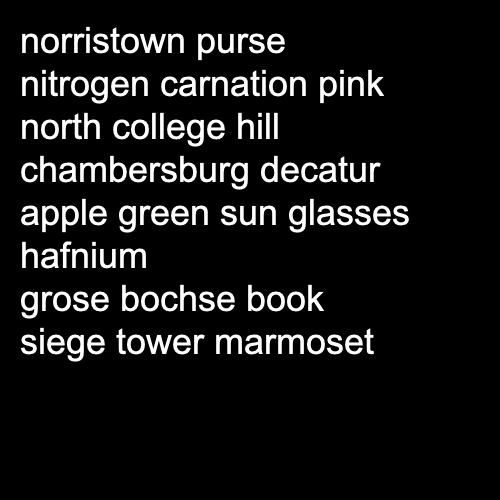 norristown purse
nitrogen carnation pink
north college hill
chambersburg decatur
apple green sun glasses
hafnium
grose bochse book
siege tower marmoset